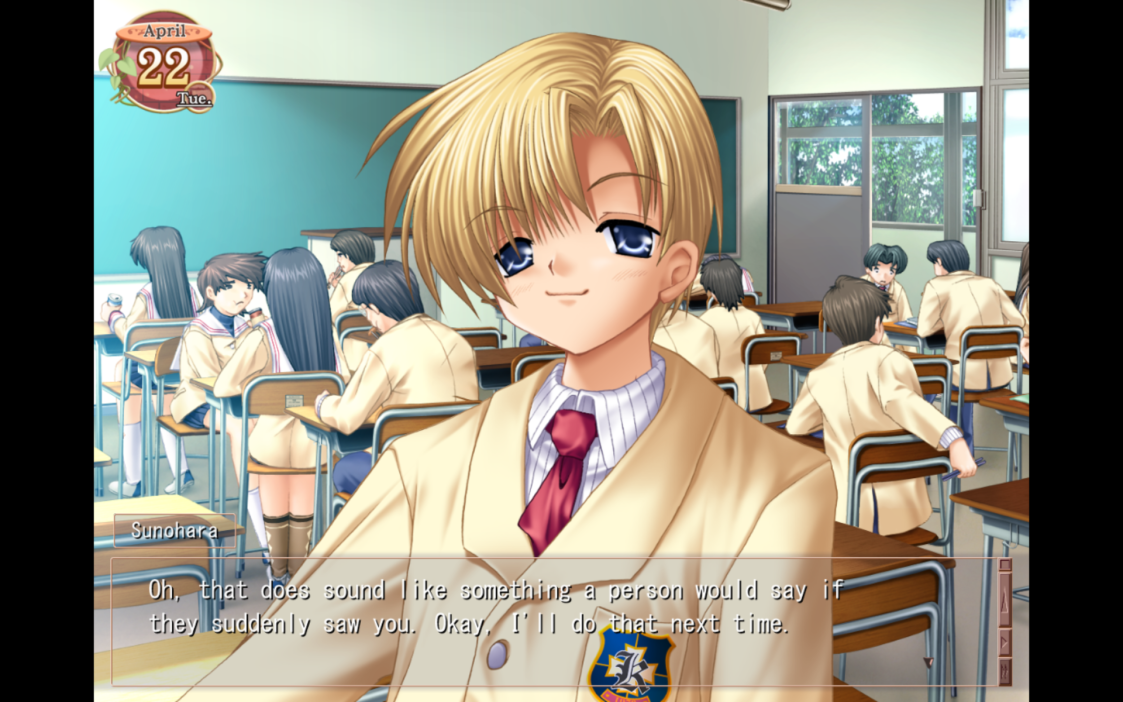 April
22
Tue.
Sunohara
Oh, that does sound like something a person would say if
they suddenly saw you. Okay, I'll do that next time.
K